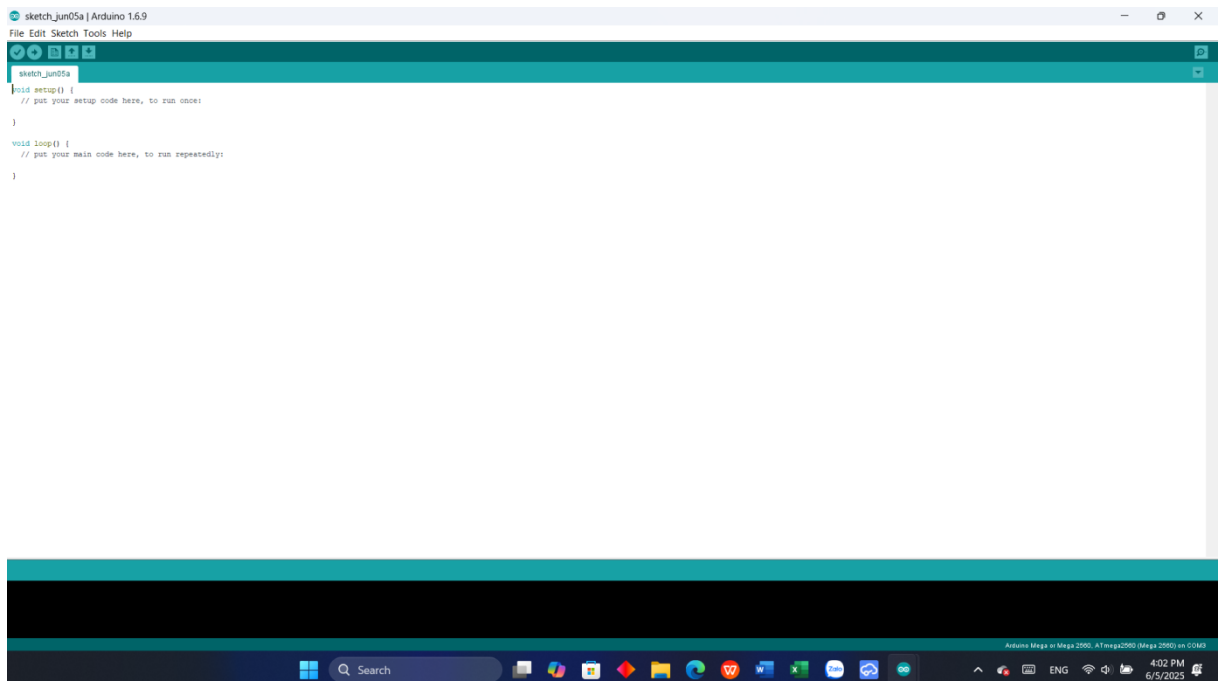 sketch_jun05a | Arduino 1.6.9
File Edit Sketch Tools Help
sketch_jun05a
void setup() {
// put your setup code here, to run once:
}
void loop() {
// put your main code here, to run repeatedly:
}
Arduino Mega or Mega 2560, ATmega2560 (Mega 2560) on COM3
Search
W
W
X
Zalo
ENG
4:02 PM
6/5/2025